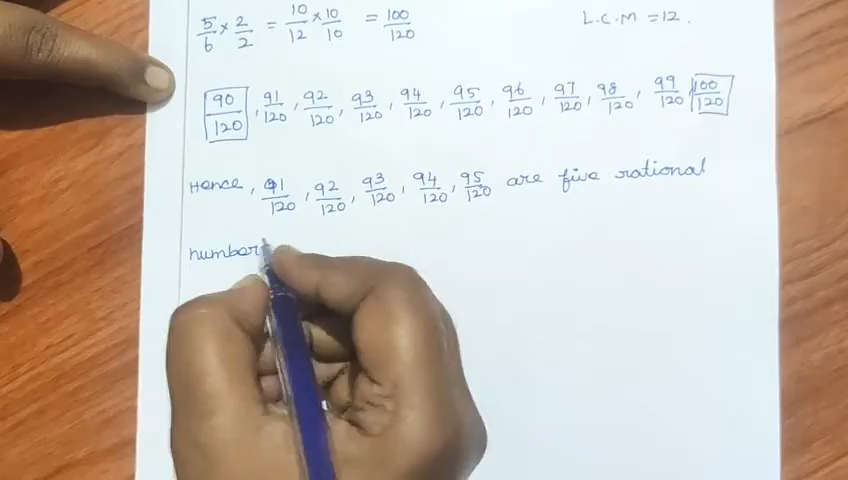 5/6 × 2/2 = 10/12 × 10/10 = 100/120 L.C.M = 12.
90/120, 91/120, 92/120, 93/120, 94/120, 95/120, 96/120, 97/120, 98/120, 99/120, 100/120
Hence, 91/120, 92/120, 93/120, 94/120, 95/120 are five rational
number